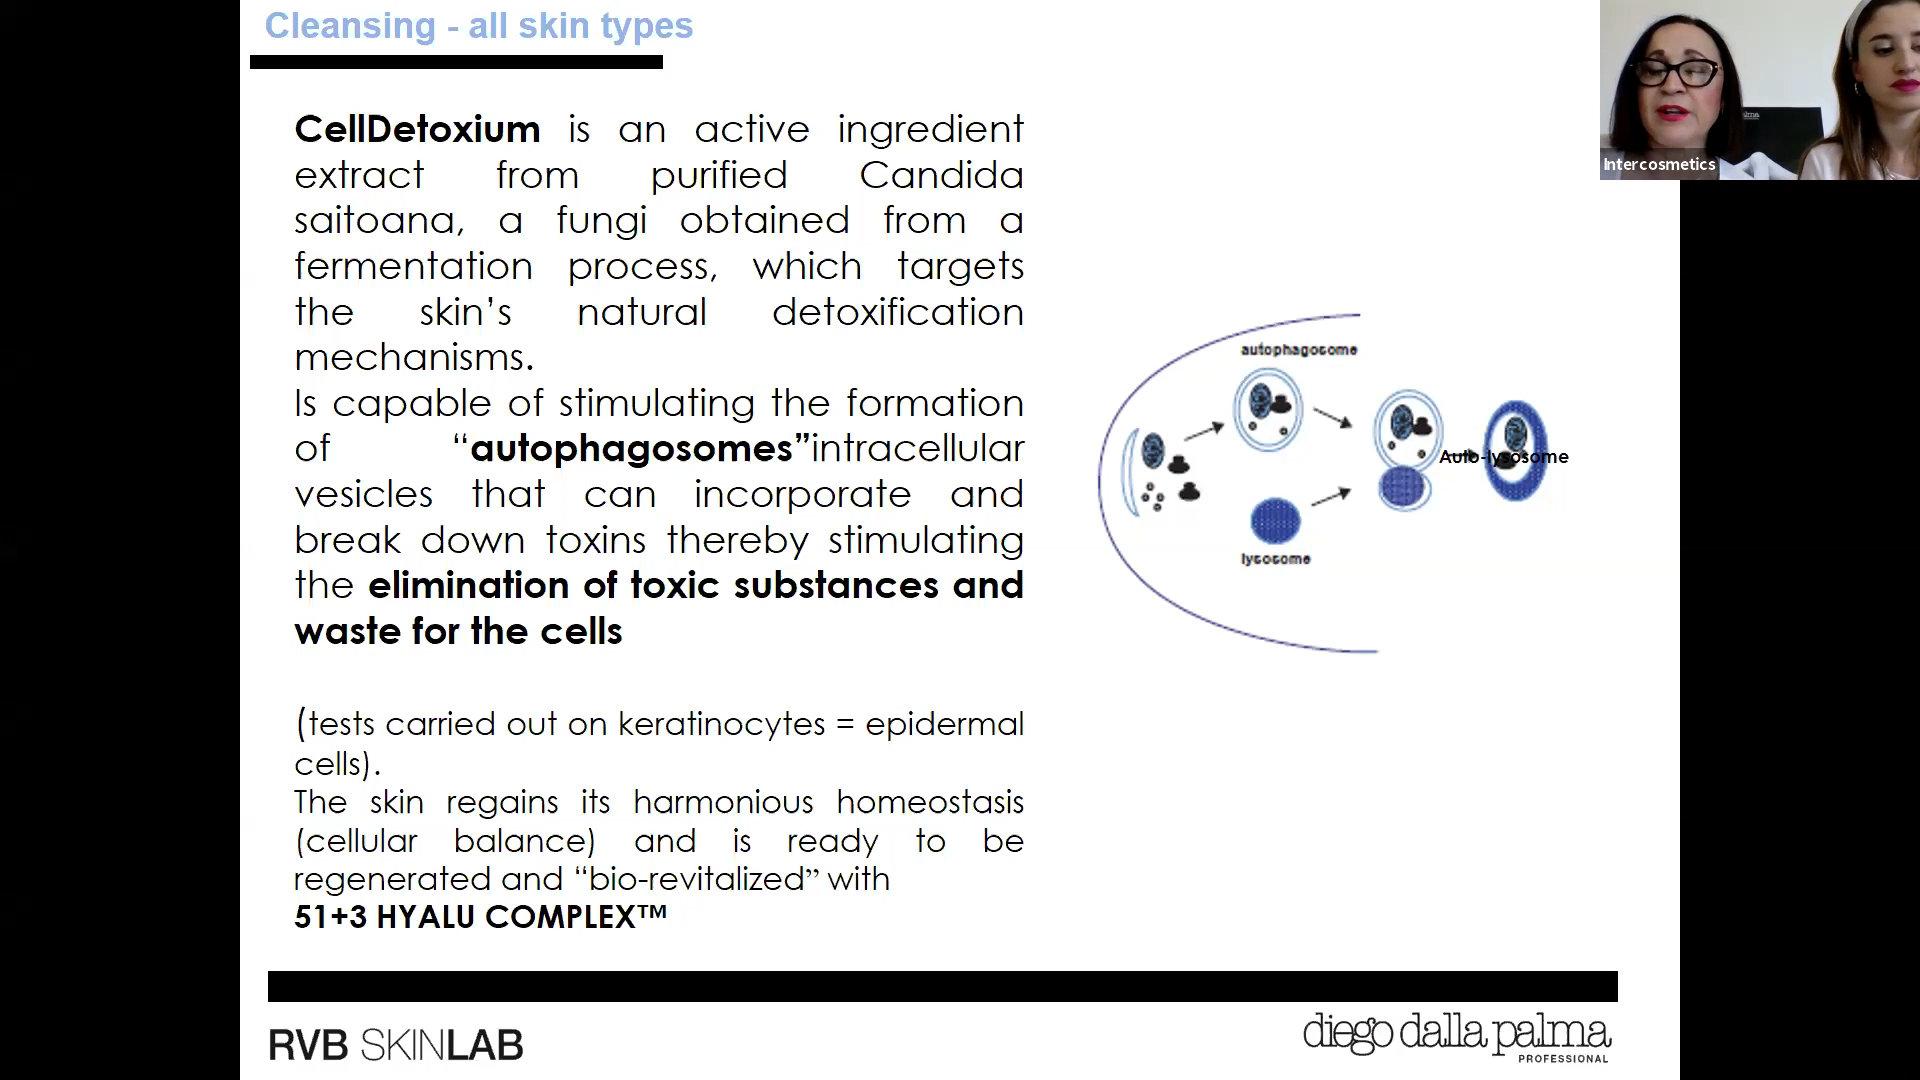 Cleansing - all skin types
CellDetoxium is an active ingredient
extract from purified Candida
saitoana, a fungi obtained from a
fermentation process, which targets
the skin’s natural detoxification
mechanisms.
Is capable of stimulating the formation
of “autophagosomes”intracellular
vesicles that can incorporate and
break down toxins thereby stimulating
the elimination of toxic substances and
waste for the cells
(tests carried out on keratinocytes = epidermal
cells).
The skin regains its harmonious homeostasis
(cellular balance) and is ready to be
regenerated and “bio-revitalized” with
51+3 HYALU COMPLEX™
autophagosome
Auto-lysosome
lysosome
Intercosmetics
RVB SKINLAB
diego dalla palma
PROFESSIONAL